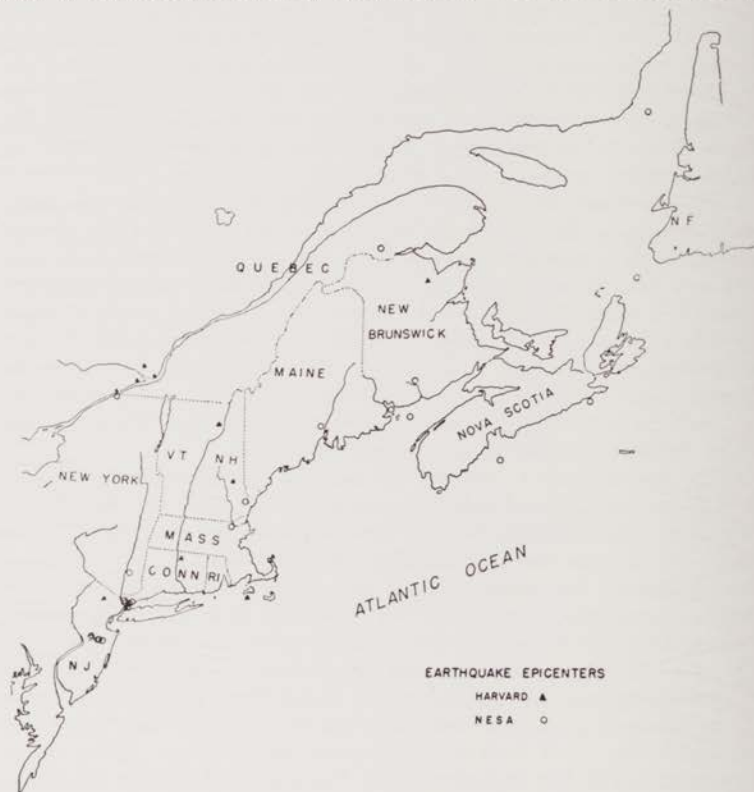 NF
QUEBEC
NEW
BRUNSWICK
MAINE
NOVA SCOTIA
VT
NH
NEW YORK
MASS
CONN
RI
ATLANTIC OCEAN
NJ
EARTHQUAKE EPICENTERS
HARVARD ▲
NESA ○